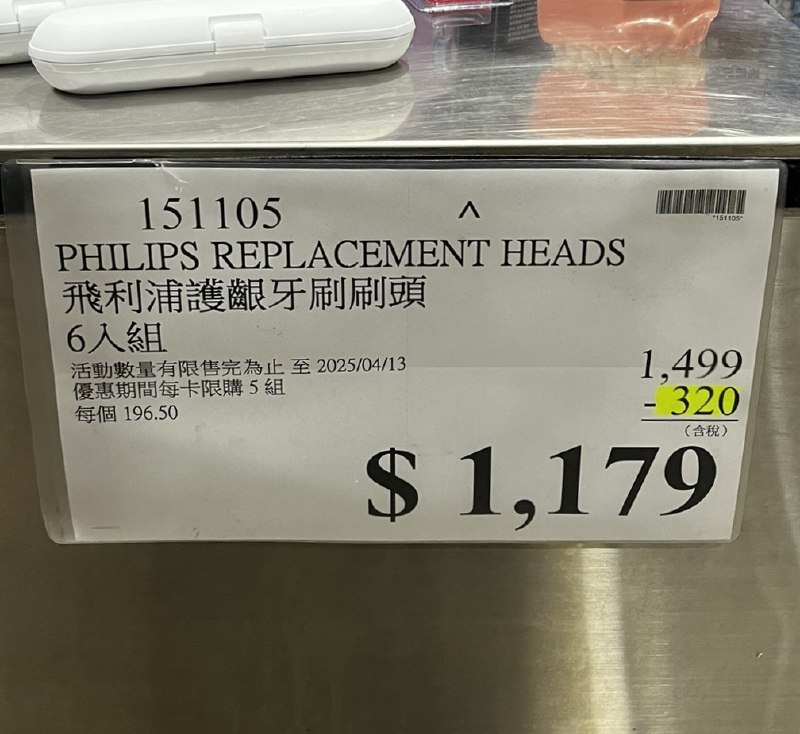 151105
^
*151105*
PHILIPS REPLACEMENT HEADS
飛利浦護齦牙刷刷頭
6入組
活動數量有限售完為止 至 2025/04/13
優惠期間每卡限購 5 組
每個 196.50
1,499
- 320
（含稅）
$ 1,179